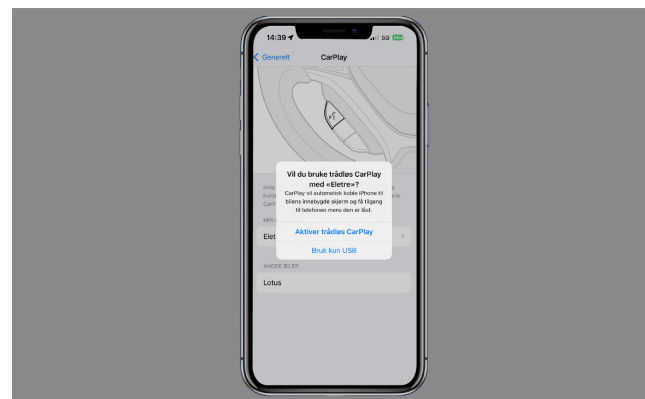 14:39
5G
Generelt
CarPlay
Vil du bruke trådløs CarPlay
med «Eletre»?
CarPlay vil automatisk koble iPhone til
bilens innebygde skjerm og få tilgang
til telefonen mens den er låst.
MIN
Elet
Aktiver trådløs CarPlay
Bruk kun USB
ANDRE BILER
Lotus